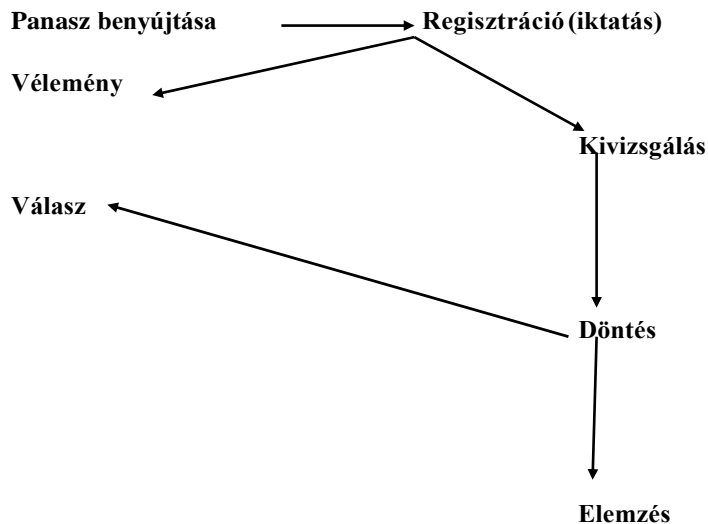 Panasz benyújtása
Regisztráció (iktatás)
Vélemény
Kivizsgálás
Válasz
Döntés
Elemzés